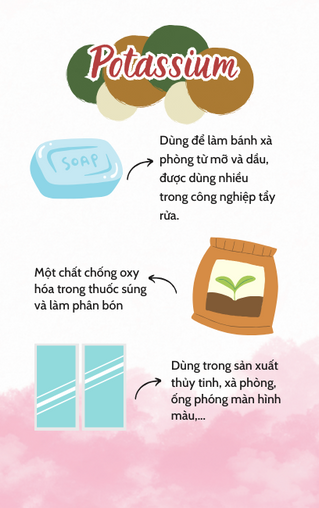 Potassium
SOAP
Dùng để làm bánh xà
phòng từ mỡ và dầu,
được dùng nhiều
trong công nghiệp tẩy
rửa.
Một chất chống oxy
hóa trong thuốc súng
và làm phân bón
Dùng trong sản xuất
thủy tinh, xà phòng,
ống phóng màn hình
màu,...